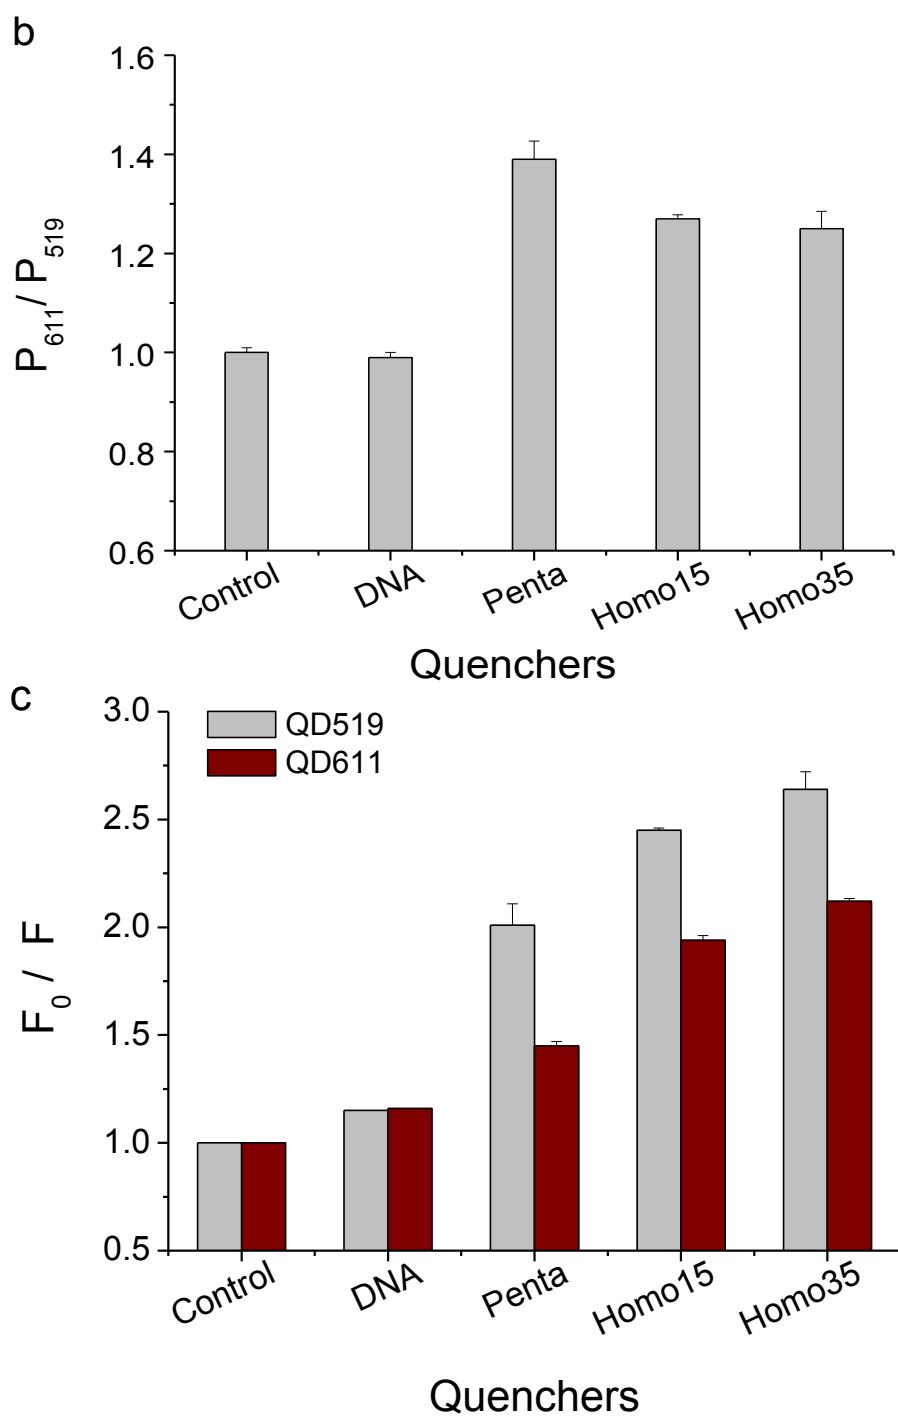 b
1.6
1.4
1.2
1.0
0.8
0.6
P611/ P519
Control
DNA
Penta
Homo15
Homo35
Quenchers
c
3.0
2.5
2.0
1.5
1.0
0.5
F0 / F
QD519
QD611
Control
DNA
Penta
Homo15
Homo35
Quenchers